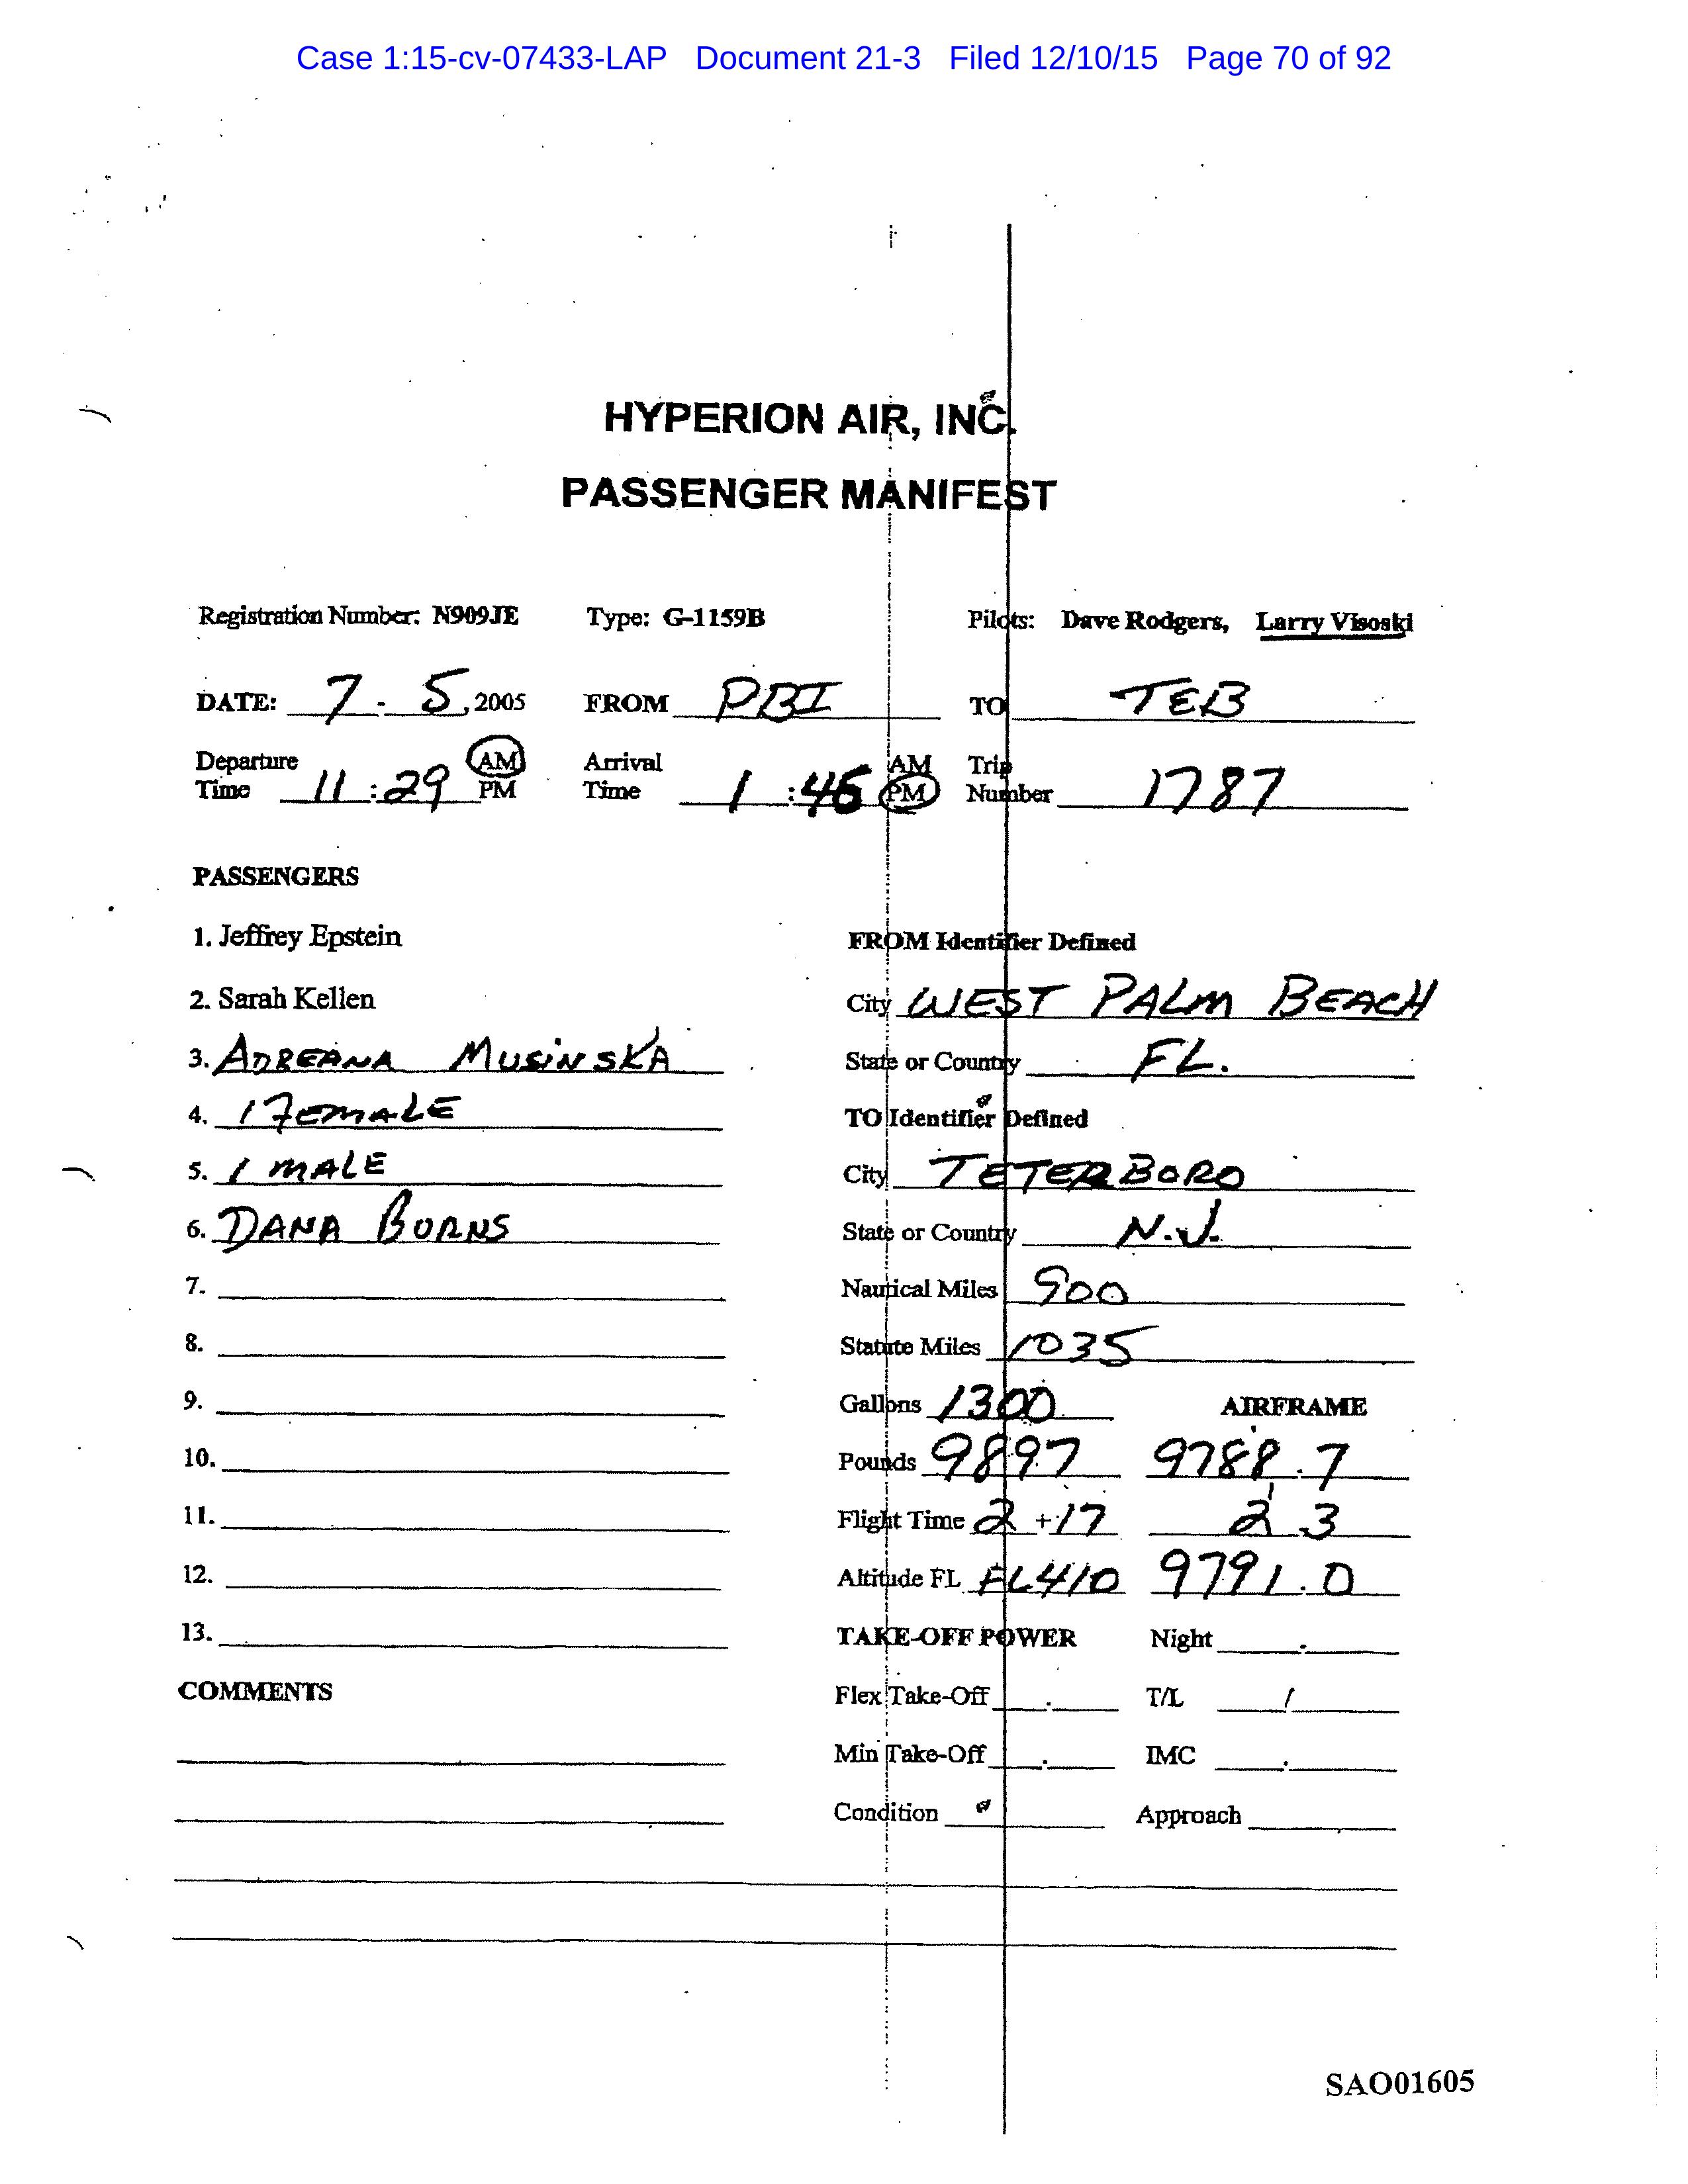 Case 1:15-cv-07433-LAP Document 21-3 Filed 12/10/15 Page 70 of 92
HYPERION AIR, INC.
PASSENGER MANIFEST
Registration Number: N909JE Type: G-1159B Pilots: Dave Rodgers, Larry Visoski
DATE: 7 - 5, 2005 FROM PBI TO TEB
Departure Time 11:29 AM PM Arrival Time 1:46 AM PM Trip Number 1787
PASSENGERS
1. Jeffrey Epstein
FROM Identifier Defined
2. Sarah Kellen
City WEST PALM BEACH
3. ADREANA MUSINSKA
State or Country FL.
4. 1 FEMALE
TO Identifier Defined
5. 1 MALE
City TETERBORO
6. DANA BURNS
State or Country N.J.
7.
Nautical Miles 900
8.
Statute Miles 1035
9.
Gallons 1300 AIRFRAME
10.
Pounds 9897 9788.7
11.
Flight Time 2+17 2.3
12.
Altitude FL FL410 9791.0
13.
TAKE-OFF POWER Night .
COMMENTS
Flex Take-Off . T/L /
Min Take-Off . IMC .
Condition Approach
SAO01605